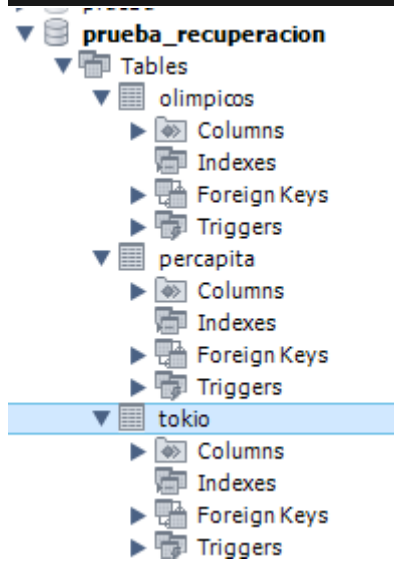 prueba_recuperacion
Tables
olimpicos
Columns
Indexes
Foreign Keys
Triggers
percapita
Columns
Indexes
Foreign Keys
Triggers
tokio
Columns
Indexes
Foreign Keys
Triggers